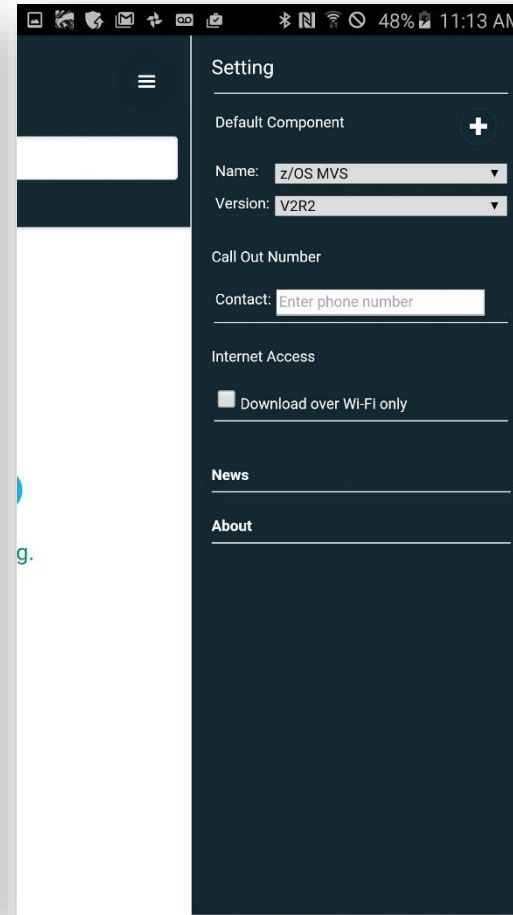 48% 11:13 AM
Setting
Default Component
Name: z/OS MVS
Version: V2R2
Call Out Number
Contact: Enter phone number
Internet Access
Download over Wi-Fi only
News
g.
About